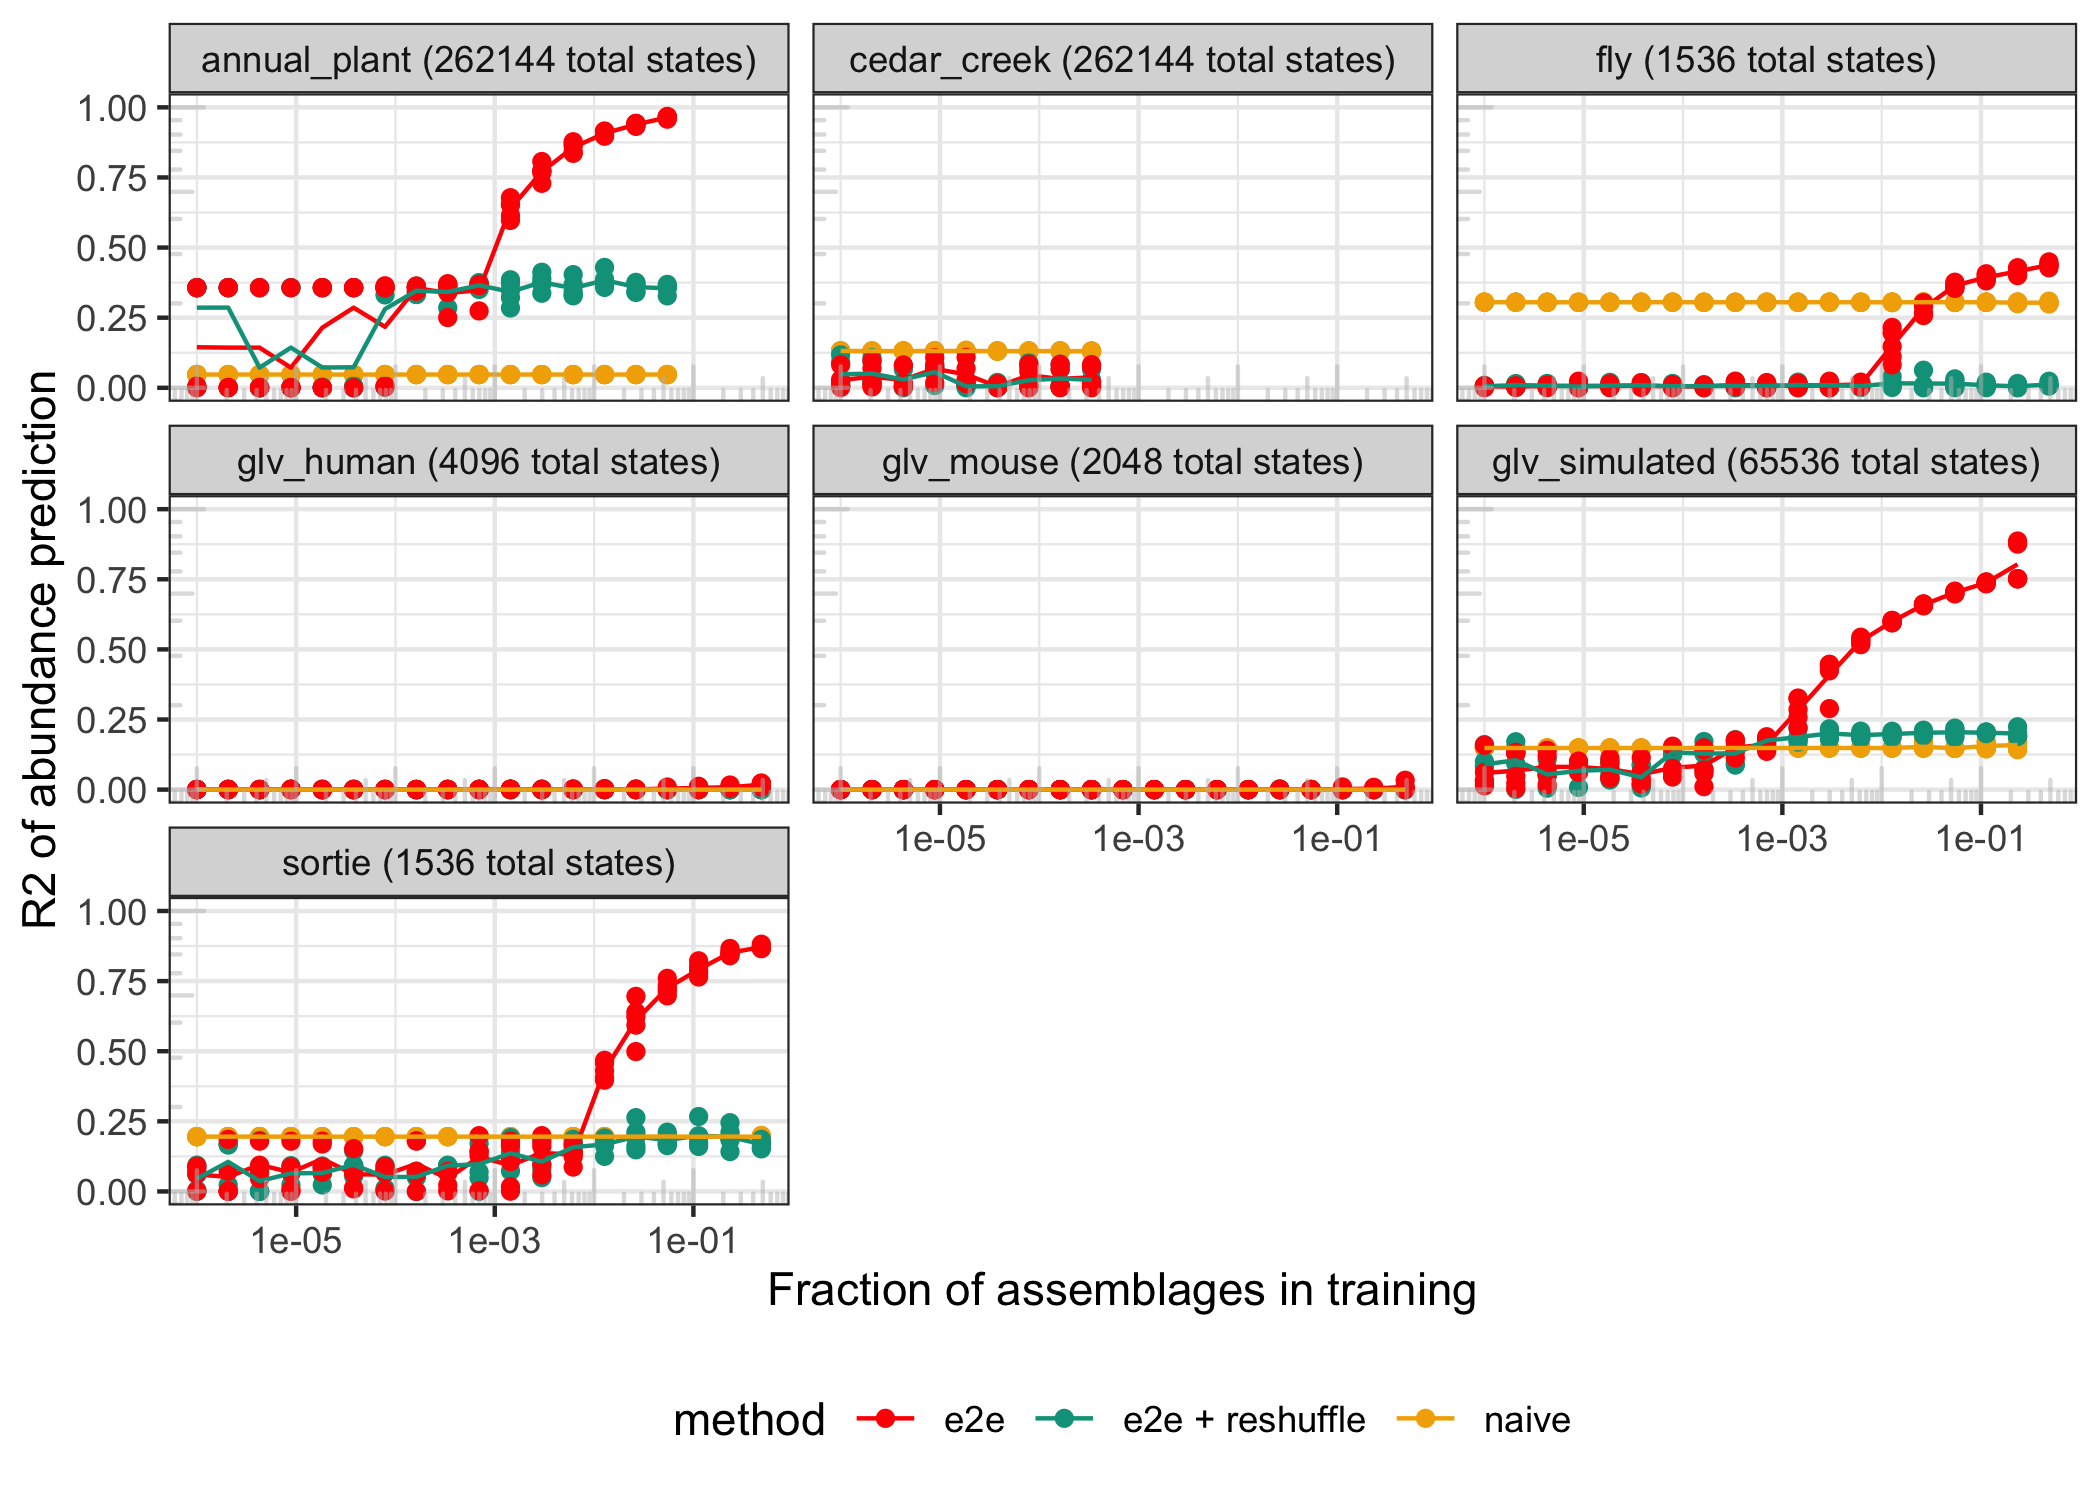 annual_plant (262144 total states)
cedar_creek (262144 total states)
fly (1536 total states)
1.00
0.75
0.50
0.25
0.00
glv_human (4096 total states)
glv_mouse (2048 total states)
glv_simulated (65536 total states)
1.00
0.75
0.50
0.25
0.00
1e-05 1e-03 1e-01
1e-05 1e-03 1e-01
sortie (1536 total states)
1.00
0.75
0.50
0.25
0.00
1e-05 1e-03 1e-01
R2 of abundance prediction
Fraction of assemblages in training
method e2e e2e + reshuffle naive